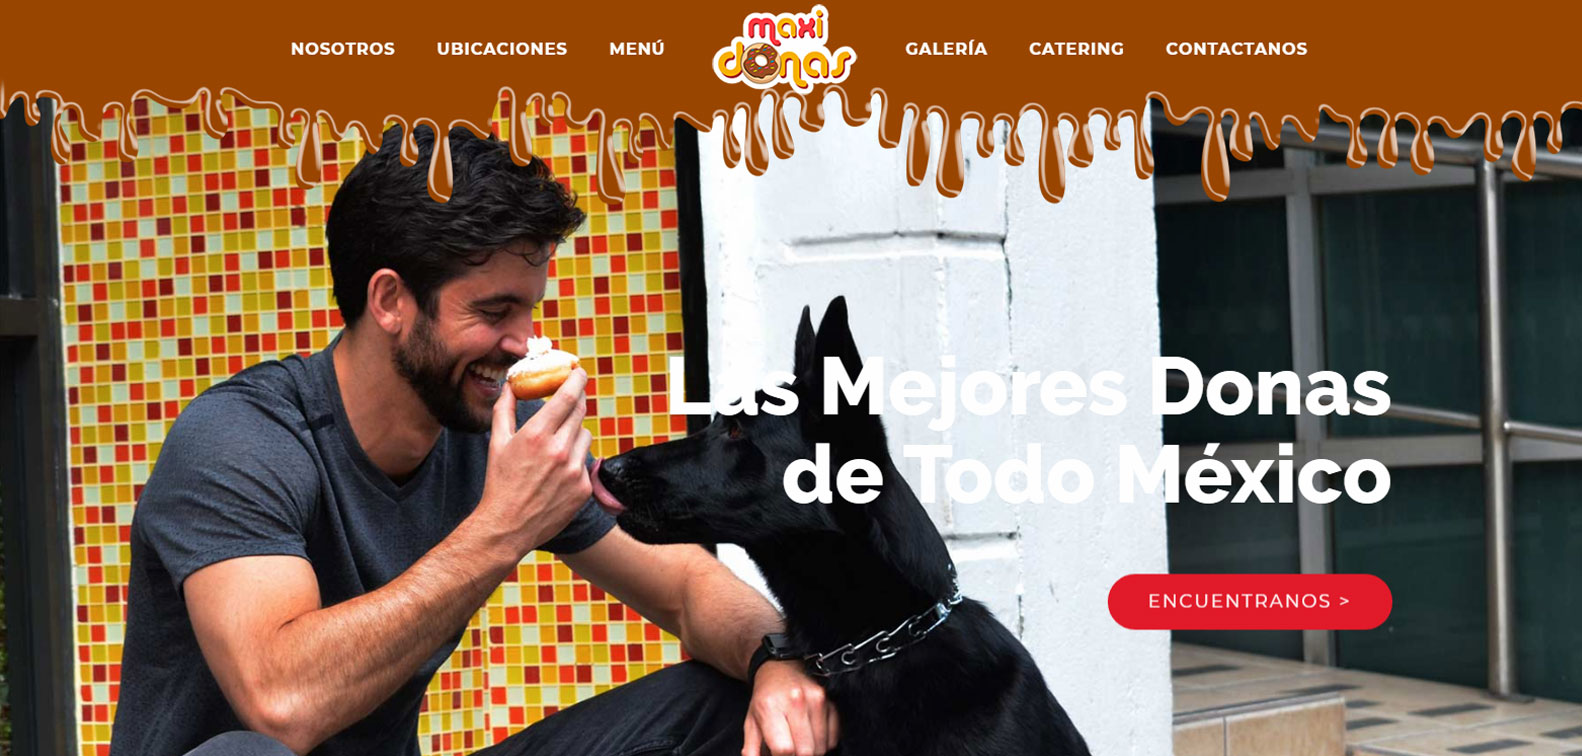 NOSOTROS
UBICACIONES
MENÚ
maxi
donas
GALERÍA
CATERING
CONTACTANOS
Las Mejores Donas
de Todo México
ENCUENTRANOS >